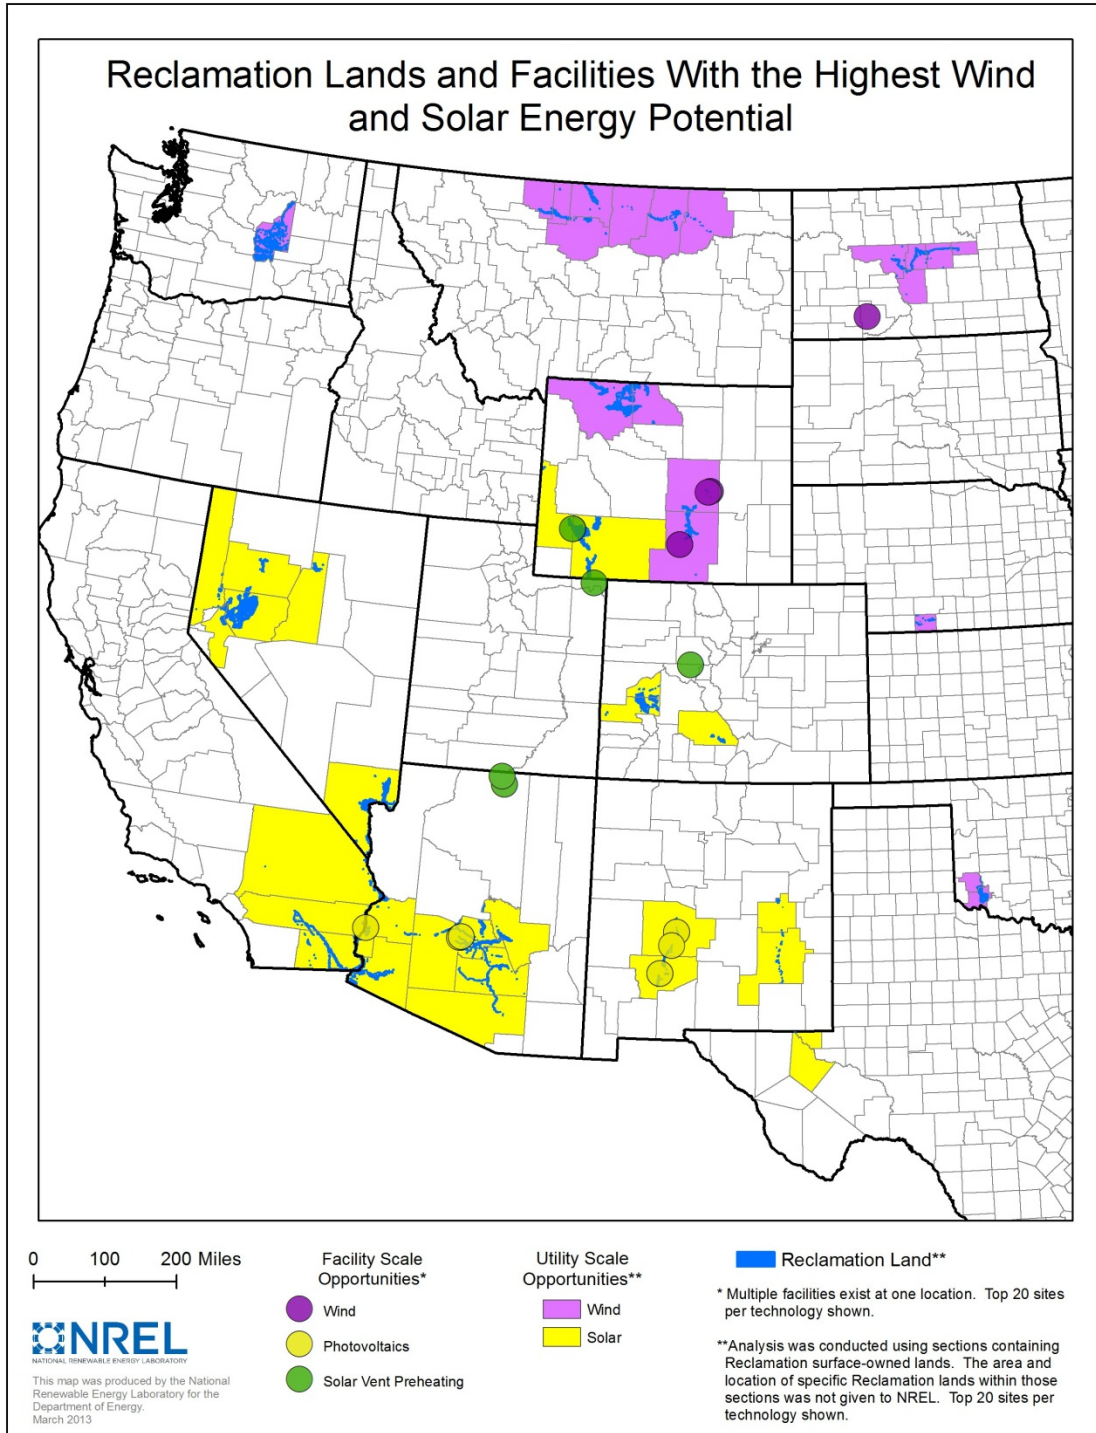 Reclamation Lands and Facilities With the Highest Wind
and Solar Energy Potential
0 100 200 Miles
NREL
NATIONAL RENEWABLE ENERGY LABORATORY
This map was produced by the National
Renewable Energy Laboratory for the
Department of Energy.
March 2013
Facility Scale
Opportunities*
Wind
Photovoltaics
Solar Vent Preheating
Utility Scale
Opportunities**
Wind
Solar
Reclamation Land**
* Multiple facilities exist at one location. Top 20 sites
per technology shown.
**Analysis was conducted using sections containing
Reclamation surface-owned lands. The area and
location of specific Reclamation lands within those
sections was not given to NREL. Top 20 sites per
technology shown.